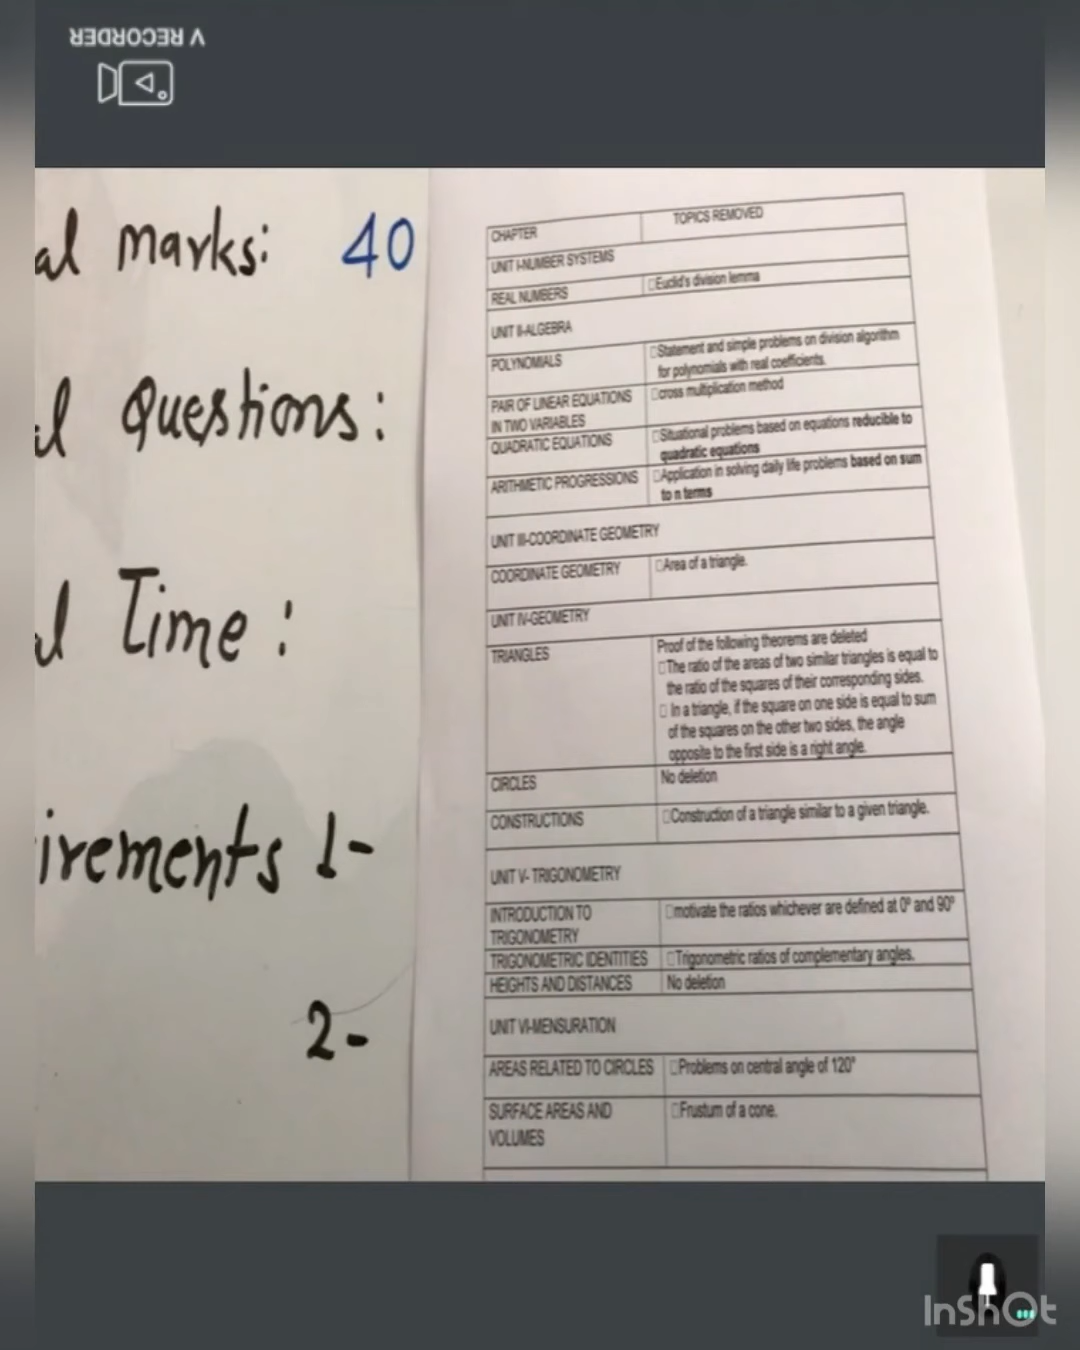 V RECORDER
al marks: 40
al Questions:
al Time:
irements 1-
2-
CHAPTER TOPICS REMOVED
UNIT I-NUMBER SYSTEMS
REAL NUMBERS □Euclid's division lemma
UNIT II-ALGEBRA
POLYNOMIALS □Statement and simple problems on division algorithm
for polynomials with real coefficients.
PAIR OF LINEAR EQUATIONS □cross multiplication method
IN TWO VARIABLES
QUADRATIC EQUATIONS □Situational problems based on equations reducible to
quadratic equations
ARITHMETIC PROGRESSIONS □Application in solving daily life problems based on sum
to n terms
UNIT III-COORDINATE GEOMETRY
COORDINATE GEOMETRY □Area of a triangle.
UNIT IV-GEOMETRY
TRIANGLES Proof of the following theorems are deleted
□The ratio of the areas of two similar triangles is equal to
the ratio of the squares of their corresponding sides.
□ In a triangle, if the square on one side is equal to sum
of the squares on the other two sides, the angle
opposite to the first side is a right angle.
CIRCLES No deletion
CONSTRUCTIONS □Construction of a triangle similar to a given triangle.
UNIT V- TRIGONOMETRY
INTRODUCTION TO □motivate the ratios whichever are defined at 0° and 90°
TRIGONOMETRY
TRIGONOMETRIC IDENTITIES □Trigonometric ratios of complementary angles.
HEIGHTS AND DISTANCES No deletion
UNIT VI-MENSURATION
AREAS RELATED TO CIRCLES □Problems on central angle of 120°
SURFACE AREAS AND □Frustum of a cone.
VOLUMES
InShOt